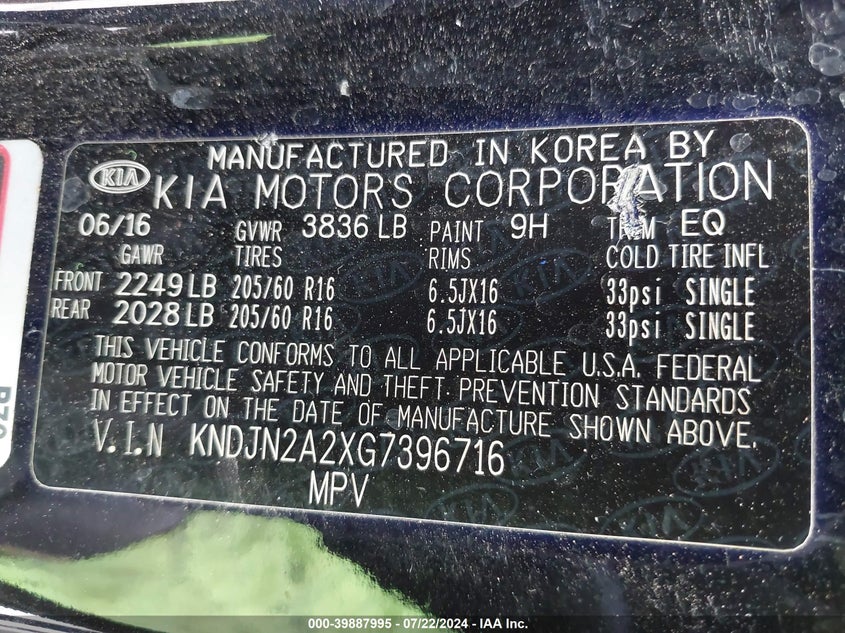 MANUFACTURED IN KOREA BY
KIA KIA MOTORS CORPORATION
06/16 GVWR 3836 LB PAINT 9H TRIM EQ
GAWR TIRES RIMS COLD TIRE INFL
FRONT 2249 LB 205/60 R16 6.5JX16 33psi SINGLE
REAR 2028 LB 205/60 R16 6.5JX16 33psi SINGLE
THIS VEHICLE CONFORMS TO ALL APPLICABLE U.S.A. FEDERAL
MOTOR VEHICLE SAFETY AND THEFT PREVENTION STANDARDS
IN EFFECT ON THE DATE OF MANUFACTURE SHOWN ABOVE.
V.I.N KNDJN2A2XG7396716
MPV
000-39887995 - 07/22/2024 - IAA Inc.